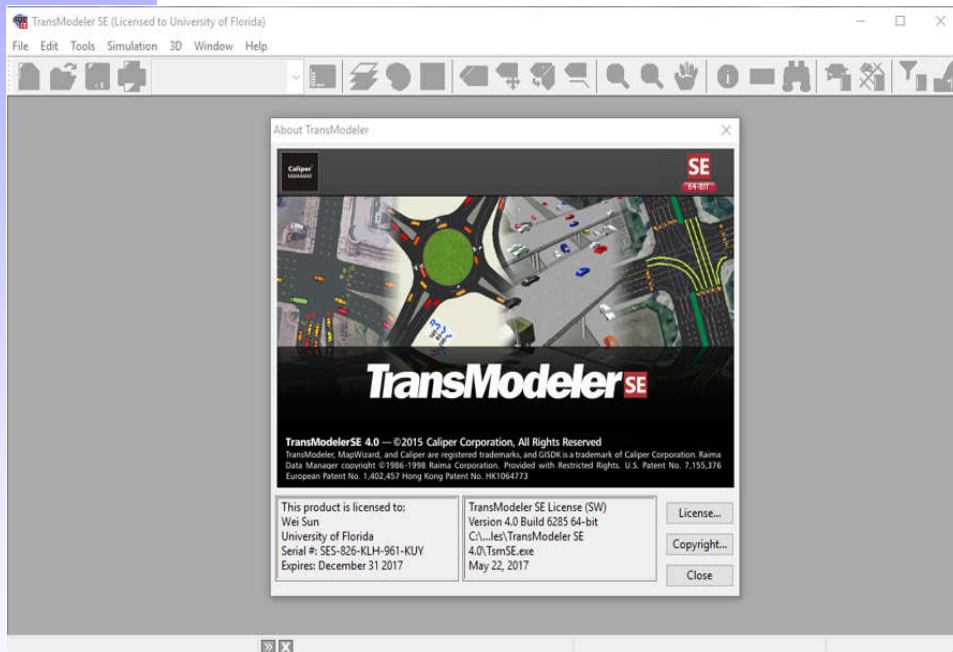 TransModeler SE (Licensed to University of Florida)
File Edit Tools Simulation 3D Window Help
About TransModeler
Caliper
SE
64-BIT
TransModeler SE
TransModelerSE 4.0 — ©2015 Caliper Corporation, All Rights Reserved
TransModeler, MapWizard, and Caliper are registered trademarks, and GISDK is a trademark of Caliper Corporation. Raima
Data Manager copyright ©1986-1998 Raima Corporation. Provided with Restricted Rights. U.S. Patent No. 7,155,376
European Patent No. 1,402,457 Hong Kong Patent No. HK1064773
This product is licensed to:
Wei Sun
University of Florida
Serial #: SES-826-KLH-961-KUY
Expires: December 31 2017
TransModeler SE License (SW)
Version 4.0 Build 6285 64-bit
C:\...les\TransModeler SE
4.0\TsmSE.exe
May 22, 2017
License...
Copyright...
Close